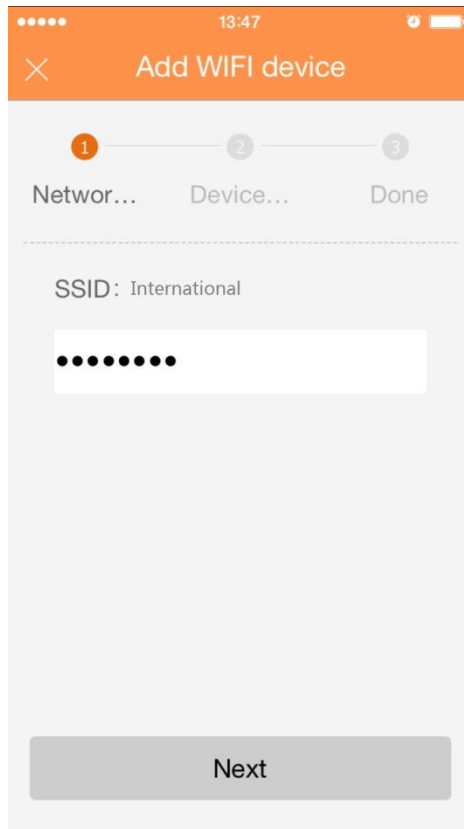 13:47
Add WIFI device
1 2 3
Networ... Device... Done
SSID: International
••••••••
Next